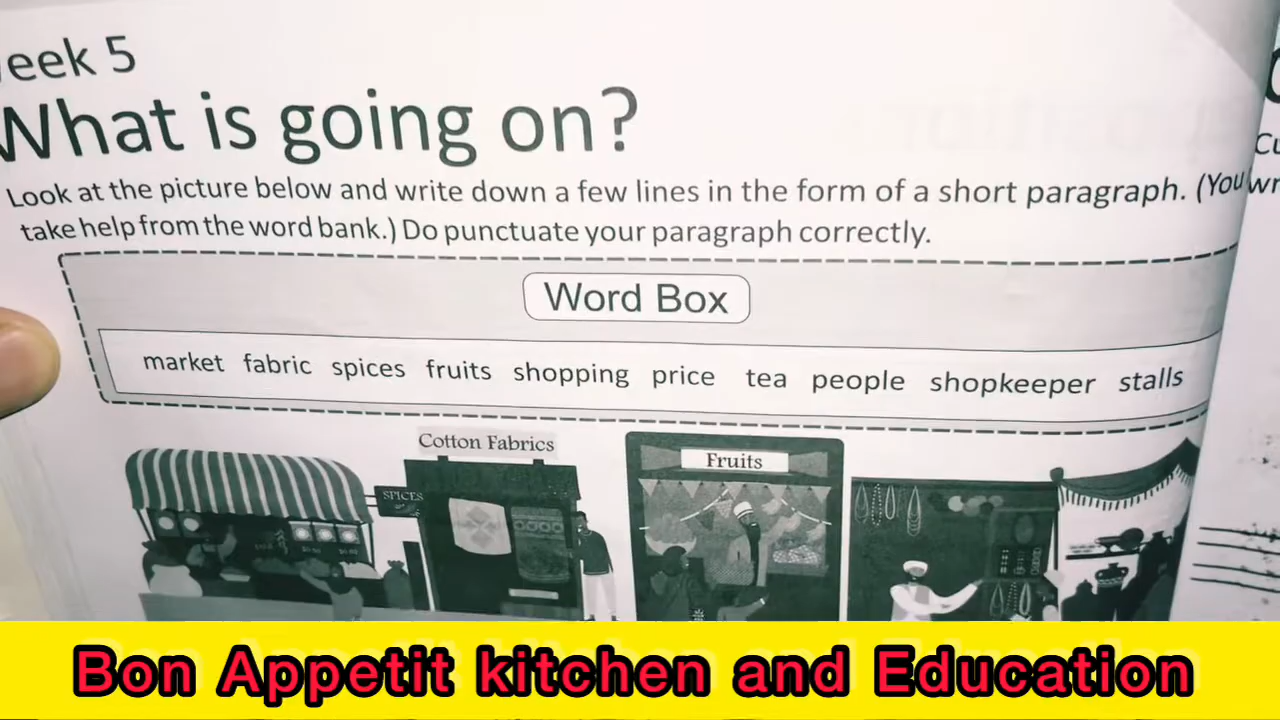 eek 5
What is going on?
Look at the picture below and write down a few lines in the form of a short paragraph. (You
take help from the word bank.) Do punctuate your paragraph correctly.
Word Box
market fabric spices fruits shopping price tea people shopkeeper stalls
Cotton Fabrics
Fruits
SPICES
Bon Appetit kitchen and Education